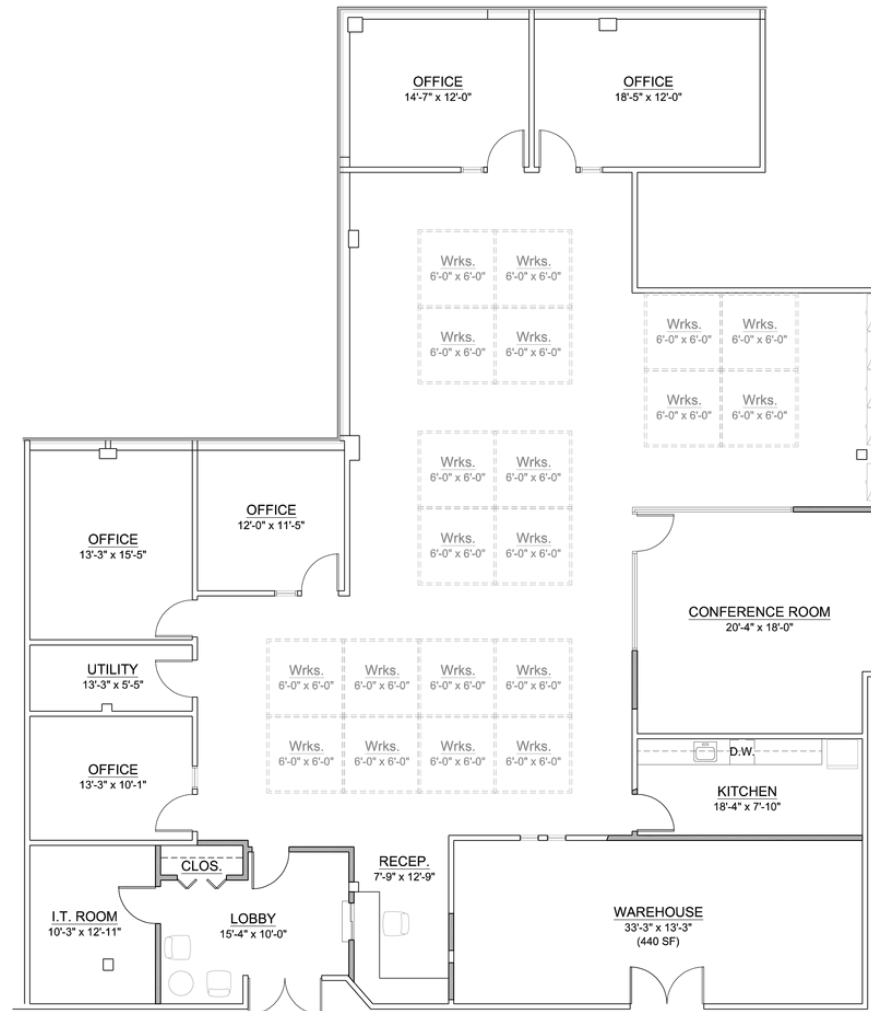 OFFICE
14'-7" x 12'-0"
OFFICE
18'-5" x 12'-0"
Wrks.
6'-0" x 6'-0"
Wrks.
6'-0" x 6'-0"
Wrks.
6'-0" x 6'-0"
Wrks.
6'-0" x 6'-0"
Wrks.
6'-0" x 6'-0"
Wrks.
6'-0" x 6'-0"
Wrks.
6'-0" x 6'-0"
Wrks.
6'-0" x 6'-0"
Wrks.
6'-0" x 6'-0"
Wrks.
6'-0" x 6'-0"
Wrks.
6'-0" x 6'-0"
Wrks.
6'-0" x 6'-0"
OFFICE
12'-0" x 11'-5"
OFFICE
13'-3" x 15'-5"
CONFERENCE ROOM
20'-4" x 18'-0"
UTILITY
13'-3" x 5'-5"
Wrks.
6'-0" x 6'-0"
Wrks.
6'-0" x 6'-0"
Wrks.
6'-0" x 6'-0"
Wrks.
6'-0" x 6'-0"
Wrks.
6'-0" x 6'-0"
Wrks.
6'-0" x 6'-0"
Wrks.
6'-0" x 6'-0"
Wrks.
6'-0" x 6'-0"
OFFICE
13'-3" x 10'-1"
D.W.
KITCHEN
18'-4" x 7'-10"
CLOS.
RECEP.
7'-9" x 12'-9"
I.T. ROOM
10'-3" x 12'-11"
LOBBY
15'-4" x 10'-0"
WAREHOUSE
33'-3" x 13'-3"
(440 SF)